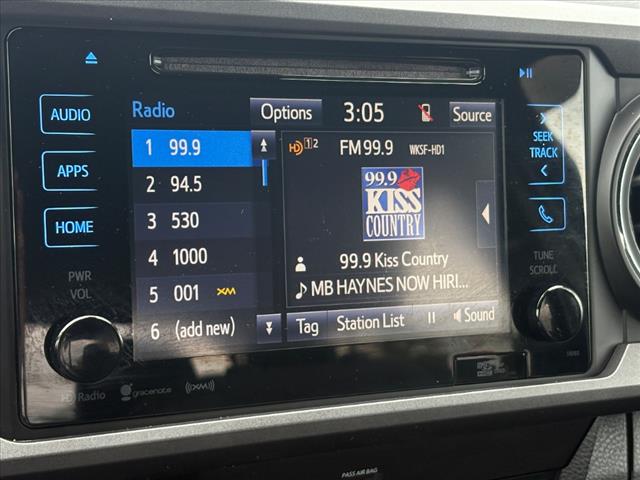 AUDIO
APPS
HOME
PWR
VOL
Radio
Options
3:05
Source
1 99.9
2 94.5
3 530
4 1000
5 001 XM
6 (add new)
HD 1 2
FM 99.9
WKSF-HD1
99.9
KISS
COUNTRY
99.9 Kiss Country
MB HAYNES NOW HIRI...
Tag
Station List
Sound
SEEK
TRACK
TUNE
SCROLL
HD Radio
gracenote
XM
PASS AIR BAG